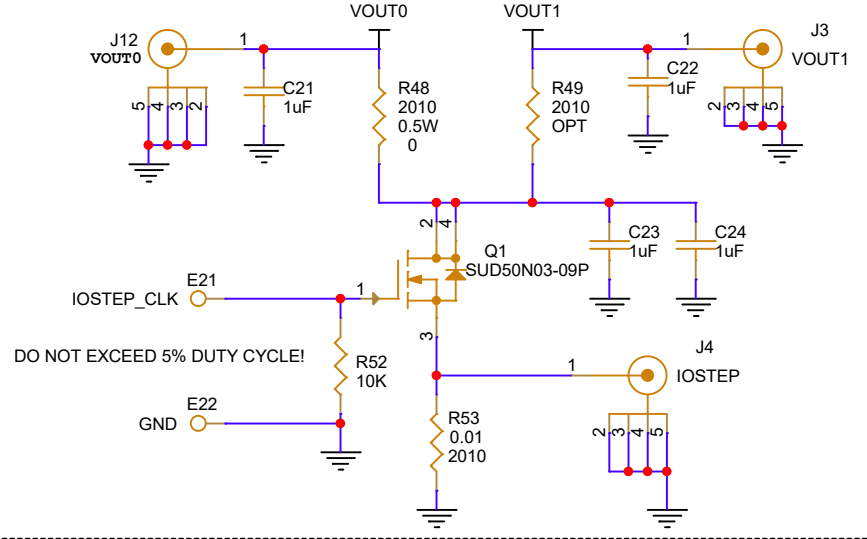 VOUT0
VOUT1
J12
VOUT0
1
5
4
3
2
C21
1uF
R48
2010
0.5W
0
R49
2010
OPT
C22
1uF
1
J3
VOUT1
2
3
4
5
2
4
C23
1uF
C24
1uF
Q1
SUD50N03-09P
E21
IOSTEP_CLK
1
3
DO NOT EXCEED 5% DUTY CYCLE!
R52
10K
E22
GND
R53
0.01
2010
1
J4
IOSTEP
2
3
4
5